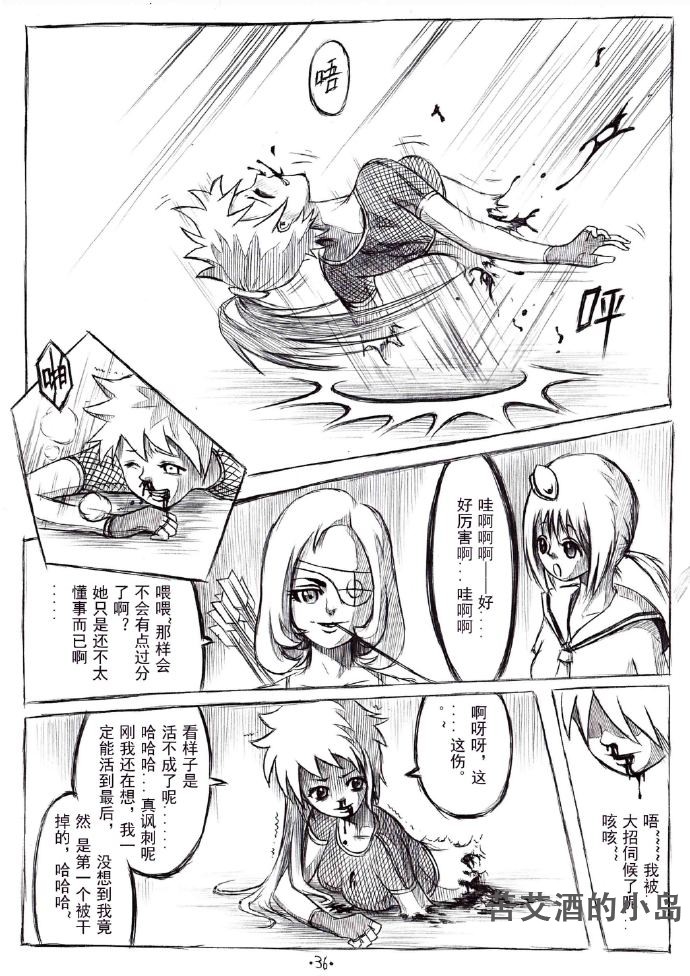 唔
呯
啪
哇啊啊啊——好……
好厉害啊…哇啊啊
喂喂,那样会
不会有点过分
了啊？
她只是还不太
懂事而已啊
……
唔~~~我被
大招伺候了呢…
咳咳~~
啊呀呀，这
……这伤。
。~
看样子是
活不成了呢……
哈哈哈…真讽刺呢
刚我还在想，我一
定能活到最后，
没想到我竟
然 是第一个被干
掉的，哈哈哈~
苦艾酒的小岛
·36·